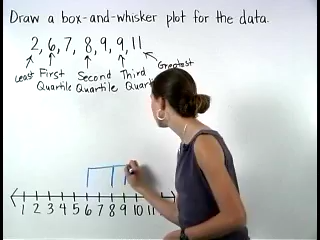 Draw a box-and-whisker plot for the data.
2, 6, 7, 8, 9, 9, 11
Least First Quartile Second Quartile Third Greatest
1 2 3 4 5 6 7 8 9 10 11